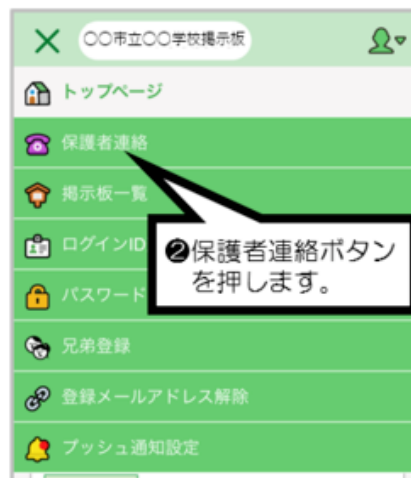 〇〇市立〇〇学校掲示板
トップページ
保護者連絡
掲示板一覧
ログインID
パスワード
❷保護者連絡ボタン
を押します。
兄弟登録
登録メールアドレス解除
プッシュ通知設定